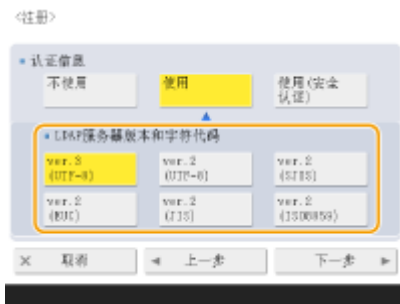 <注册>
认证信息
不使用
使用
使用(安全
认证)
LDAP服务器版本和字符代码
ver.3
(UTF-8)
ver.2
(UTF-8)
ver.2
(SJIS)
ver.2
(EUC)
ver.2
(JIS)
ver.2
(ISO8859)
× 取消
◀ 上一步
下一步 ▶